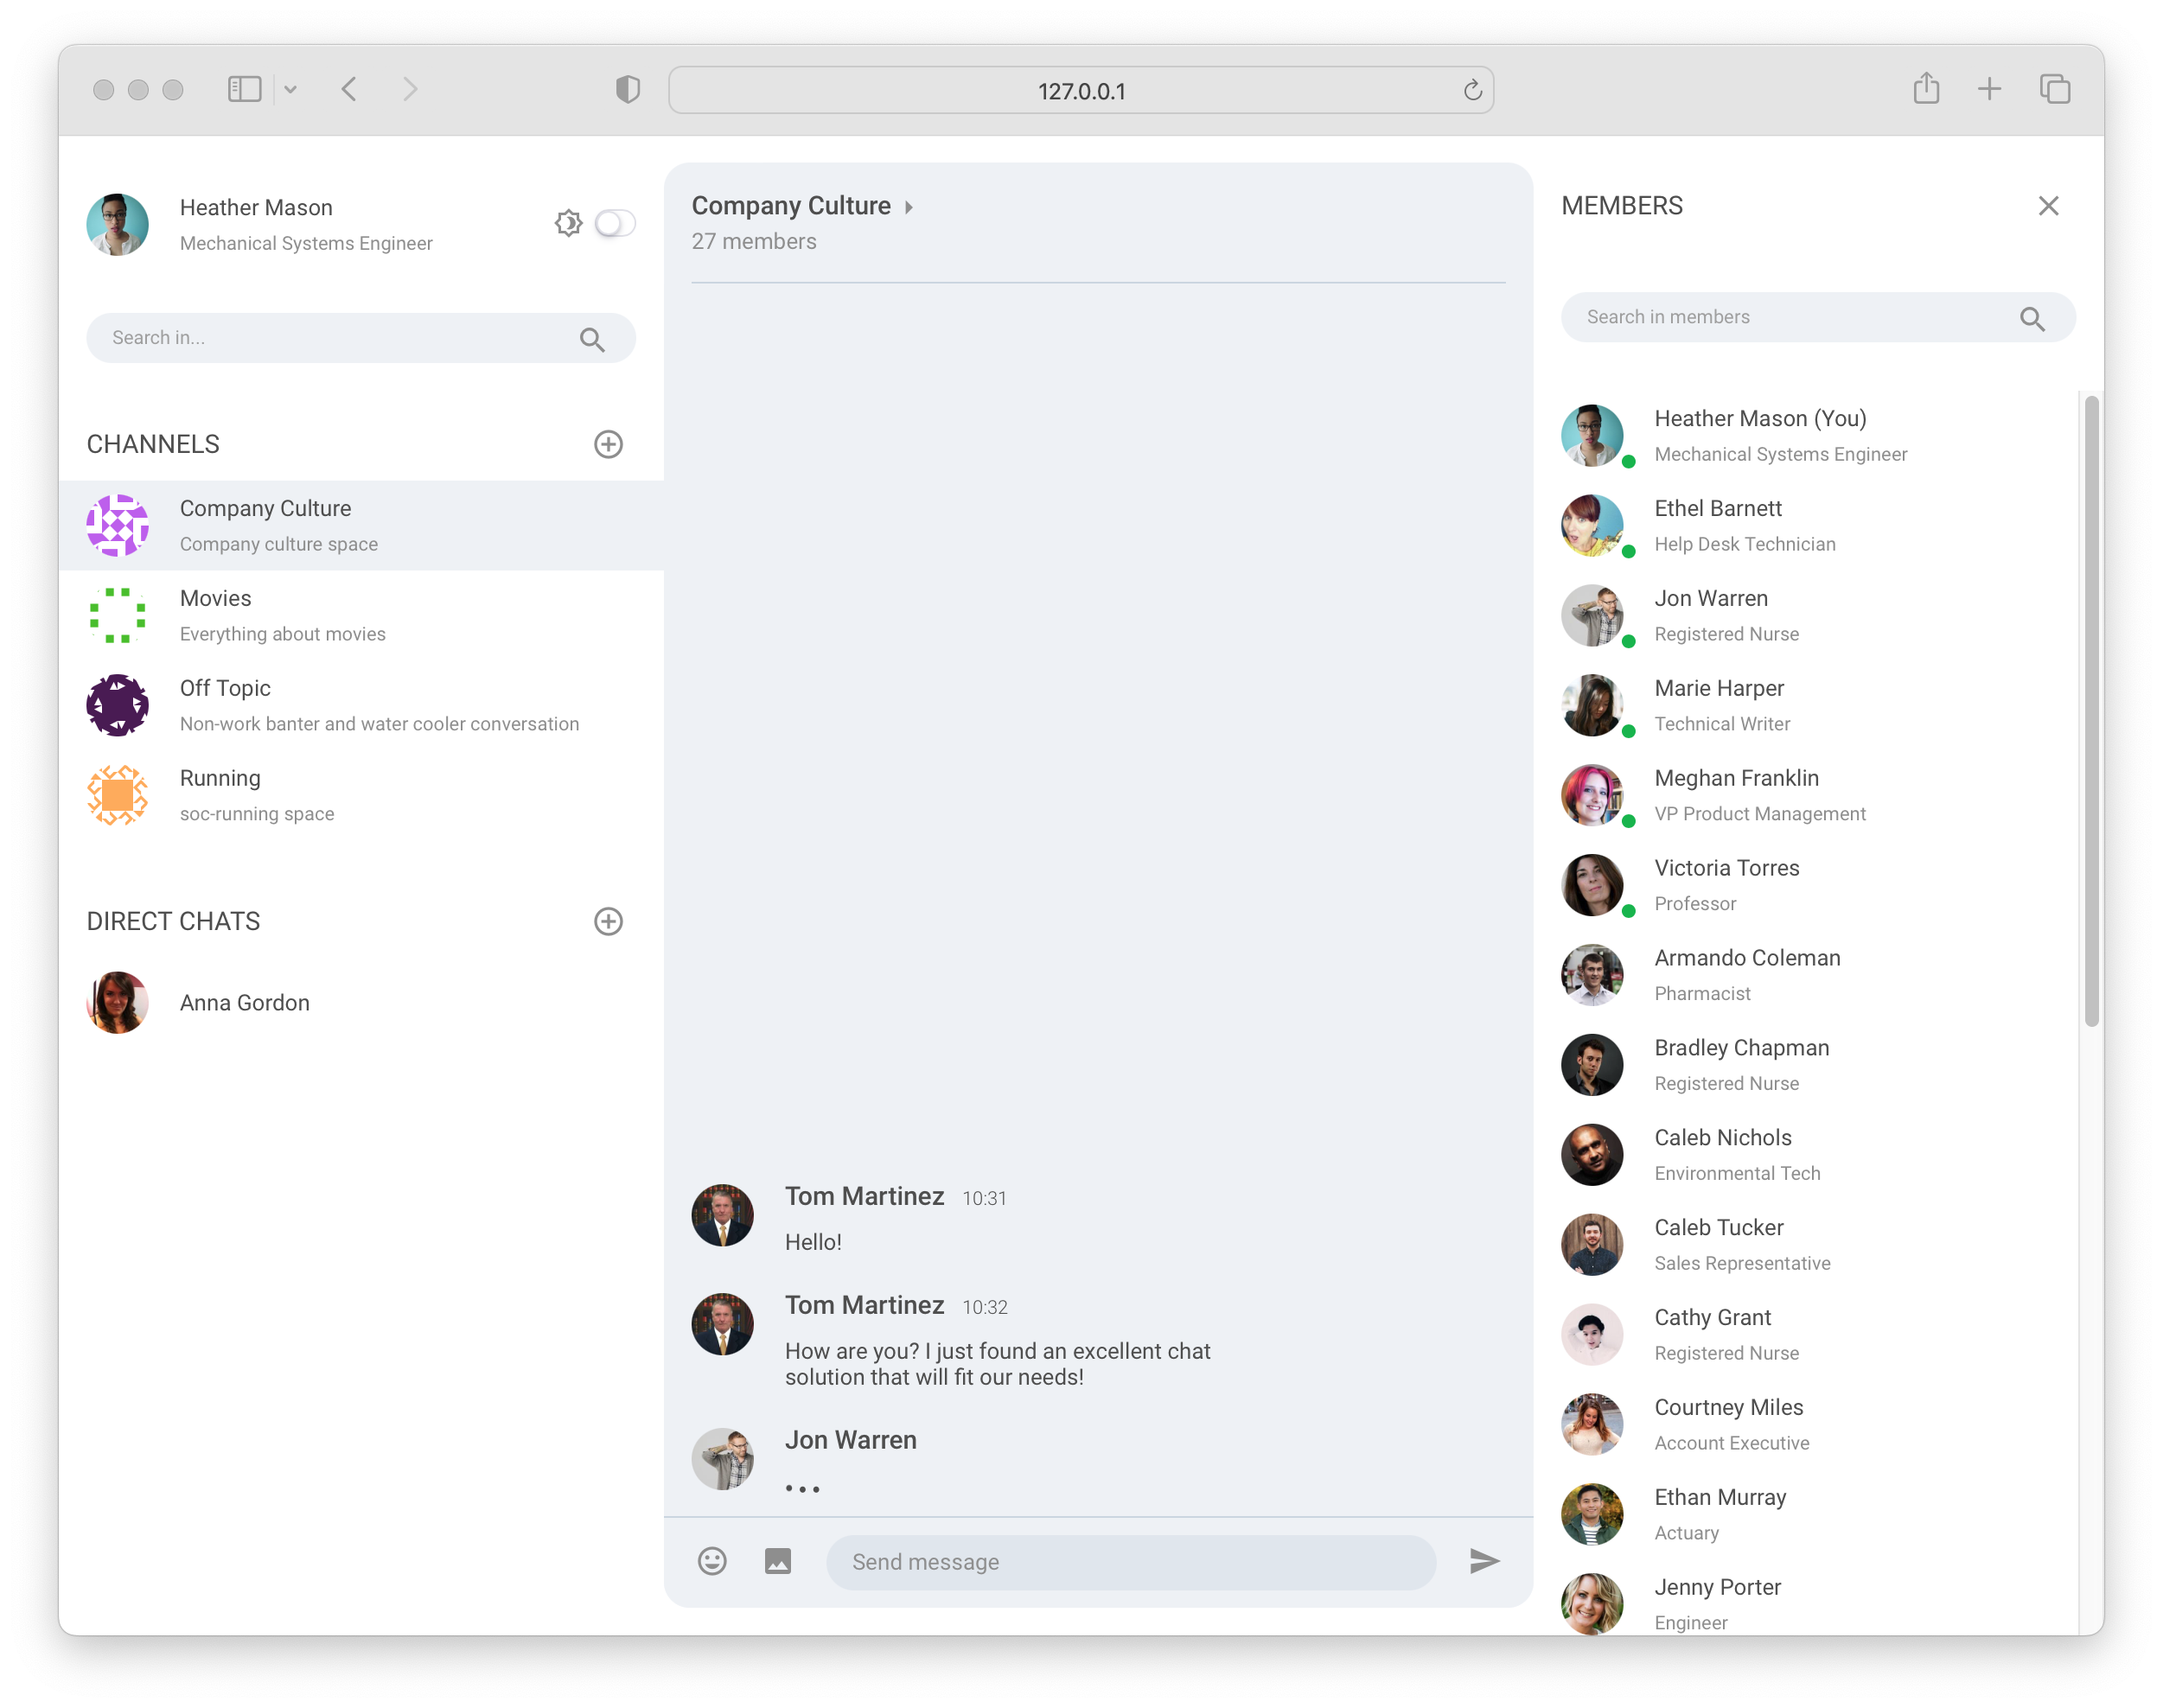 127.0.0.1
Heather Mason
Mechanical Systems Engineer
Search in...
CHANNELS
Company Culture
Company culture space
Movies
Everything about movies
Off Topic
Non-work banter and water cooler conversation
Running
soc-running space
DIRECT CHATS
Anna Gordon
Company Culture
27 members
Tom Martinez 10:31
Hello!
Tom Martinez 10:32
How are you? I just found an excellent chat
solution that will fit our needs!
Jon Warren
Send message
MEMBERS
Search in members
Heather Mason (You)
Mechanical Systems Engineer
Ethel Barnett
Help Desk Technician
Jon Warren
Registered Nurse
Marie Harper
Technical Writer
Meghan Franklin
VP Product Management
Victoria Torres
Professor
Armando Coleman
Pharmacist
Bradley Chapman
Registered Nurse
Caleb Nichols
Environmental Tech
Caleb Tucker
Sales Representative
Cathy Grant
Registered Nurse
Courtney Miles
Account Executive
Ethan Murray
Actuary
Jenny Porter
Engineer